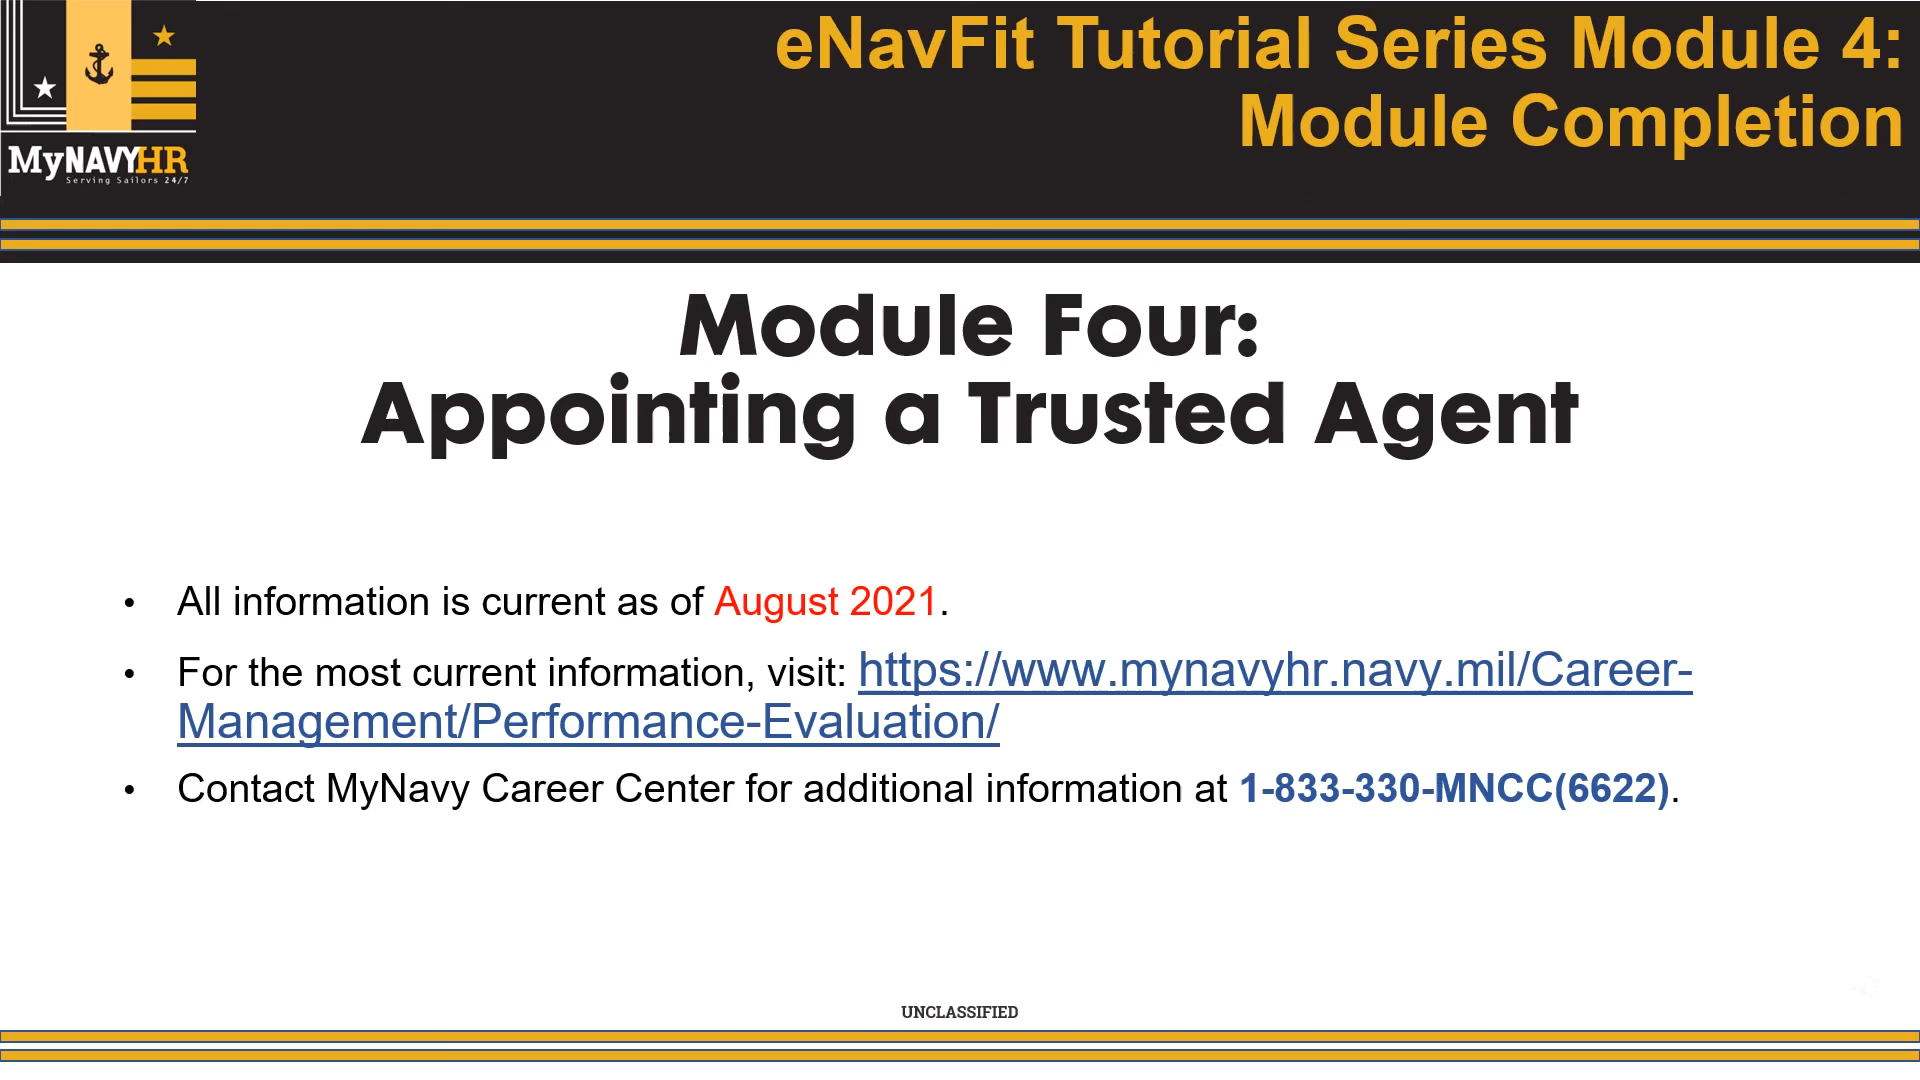 eNavFit Tutorial Series Module 4:
Module Completion
MyNAVYHR
Serving Sailors 24/7
Module Four:
Appointing a Trusted Agent
• All information is current as of August 2021.
• For the most current information, visit: https://www.mynavyhr.navy.mil/Career-
Management/Performance-Evaluation/
• Contact MyNavy Career Center for additional information at 1-833-330-MNCC(6622).
UNCLASSIFIED